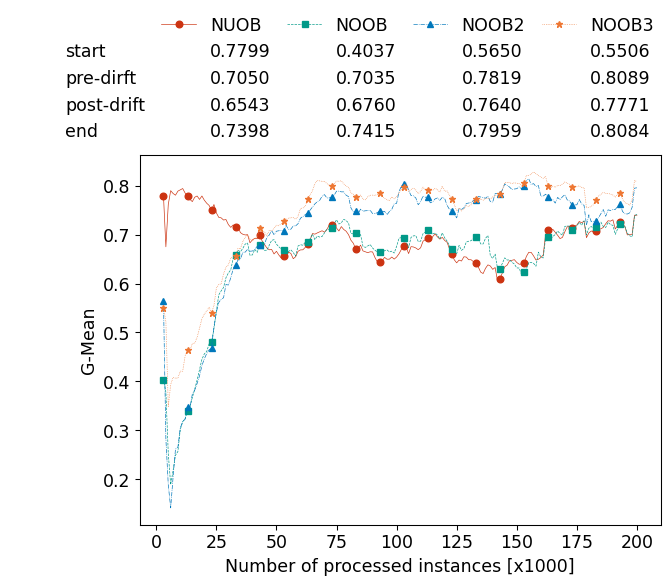 NUOB NOOB NOOB2 NOOB3
start 0.7799 0.4037 0.5650 0.5506
pre-dirft 0.7050 0.7035 0.7819 0.8089
post-drift 0.6543 0.6760 0.7640 0.7771
end 0.7398 0.7415 0.7959 0.8084
0.8
0.7
0.6
0.5
0.4
0.3
0.2
G-Mean
0 25 50 75 100 125 150 175 200
Number of processed instances [x1000]